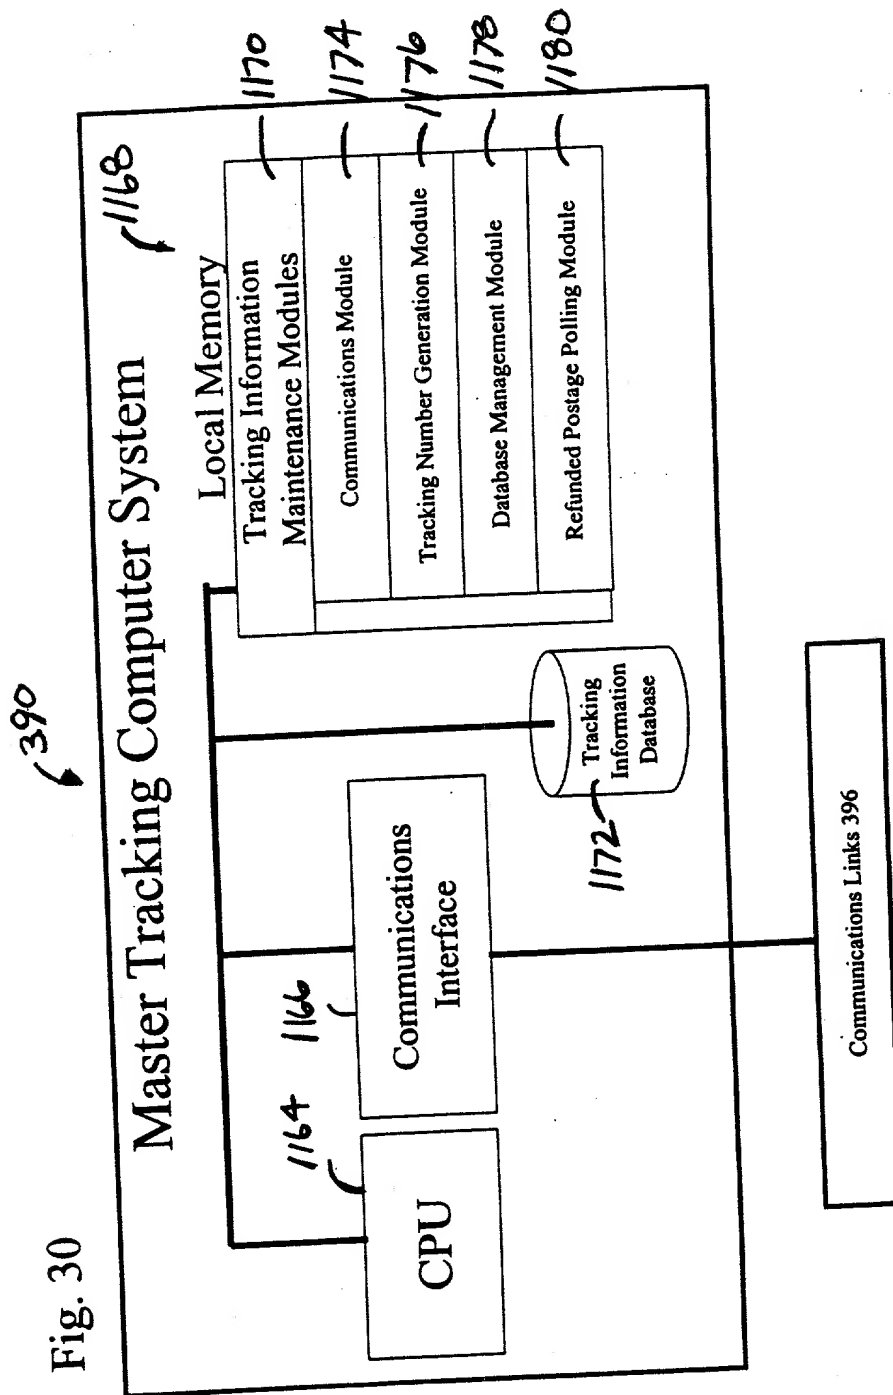 Fig. 30
390
Master Tracking Computer System
1168
Local Memory
Tracking Information
Maintenance Modules
1170
Communications Module
1174
Tracking Number Generation Module
1176
Database Management Module
1178
Refunded Postage Polling Module
1180
1164
CPU
1166
Communications
Interface
1172
Tracking
Information
Database
Communications Links 396